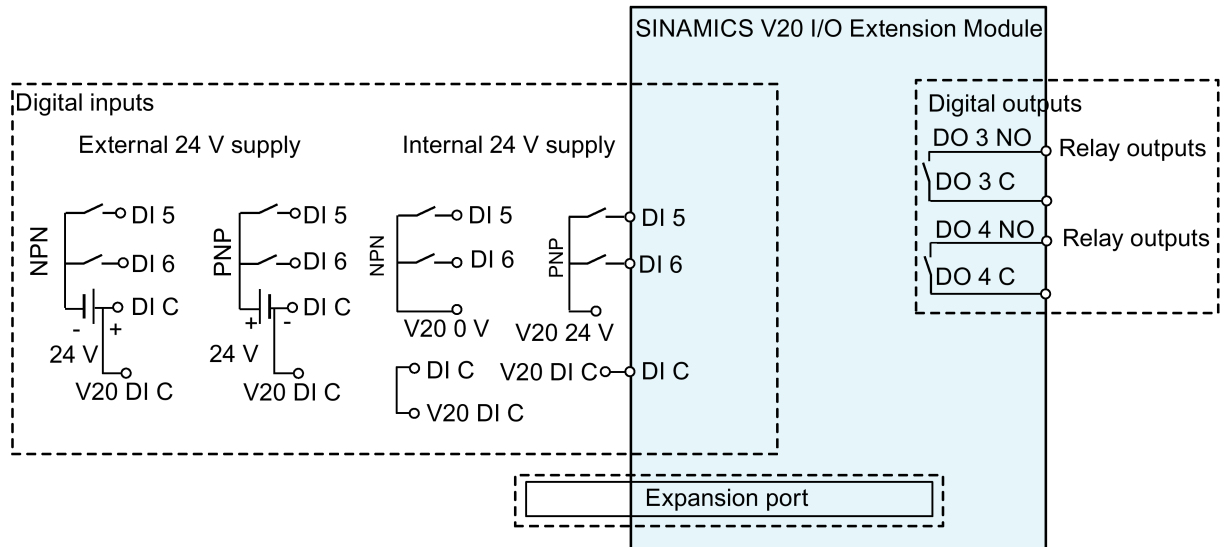 SINAMICS V20 I/O Extension Module
Digital inputs
External 24 V supply
Internal 24 V supply
NPN
DI 5
DI 6
DI C
- +
24 V
V20 DI C
PNP
DI 5
DI 6
DI C
+ -
24 V
V20 DI C
NPN
DI 5
DI 6
V20 0 V
DI C
V20 DI C
PNP
DI 5
DI 6
V20 24 V
V20 DI C
DI C
Digital outputs
DO 3 NO
Relay outputs
DO 3 C
DO 4 NO
Relay outputs
DO 4 C
Expansion port